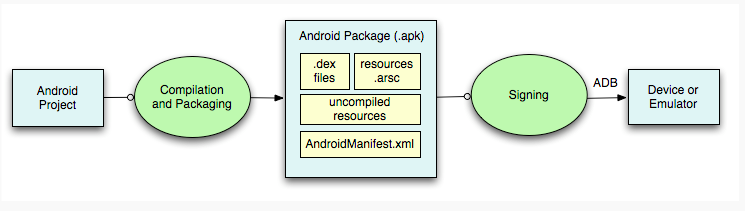 Android
Project
Compilation
and Packaging
Android Package (.apk)
.dex
files
resources
.arsc
uncompiled
resources
AndroidManifest.xml
Signing
ADB
Device or
Emulator